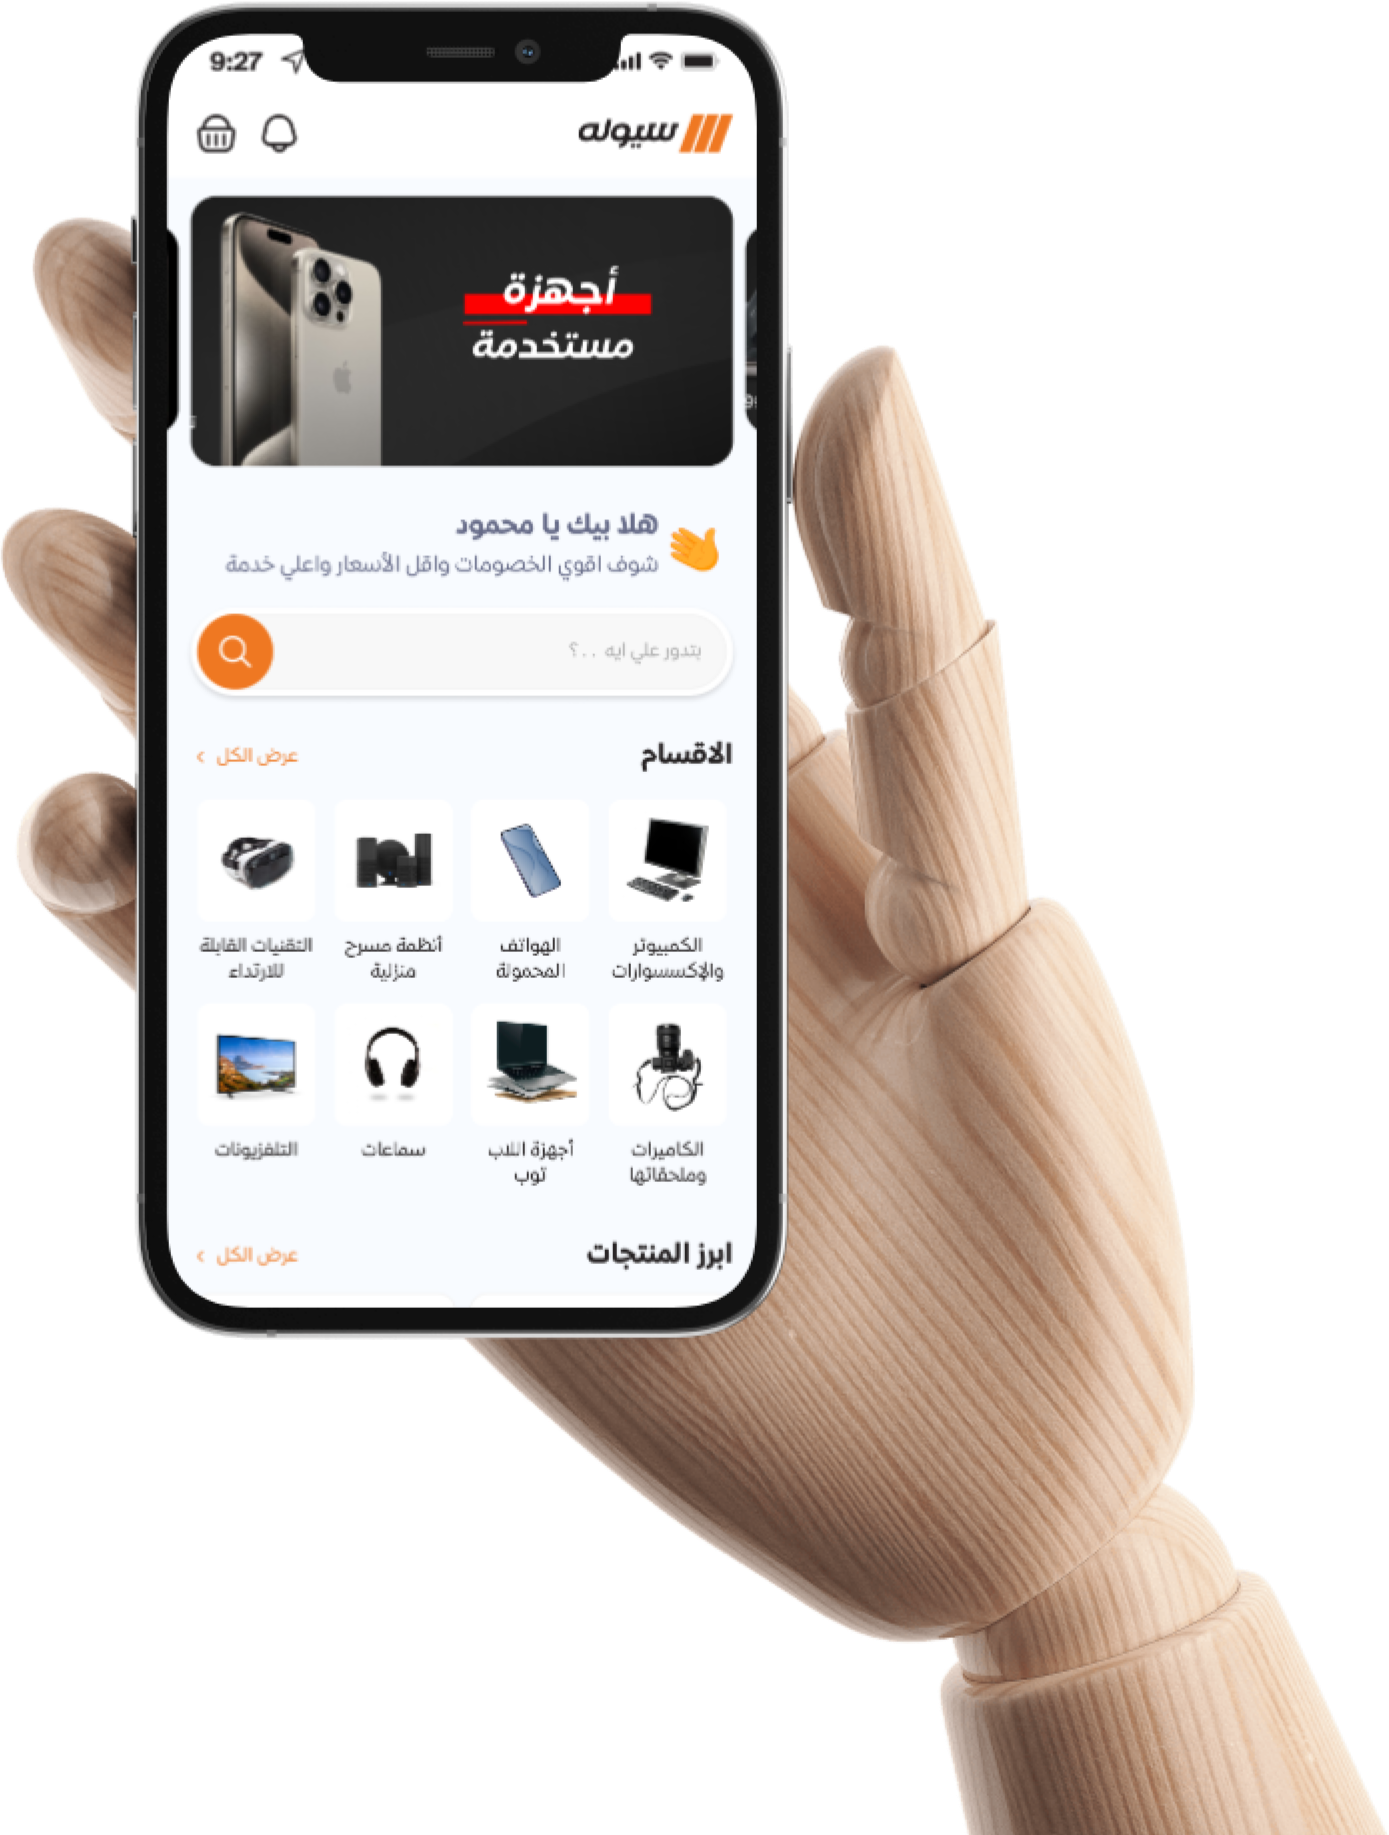 9:27
سيوله
أجهزة
مستخدمة
هلا بيك يا محمود
شوف اقوي الخصومات واقل الأسعار واعلي خدمة
بتدور علي ايه ..؟
الاقسام
عرض الكل
الكمبيوتر
والإكسسوارات
الهواتف
المحمولة
أنظمة مسرح
منزلية
التقنيات القابلة
للارتداء
الكاميرات
وملحقاتها
أجهزة اللاب
توب
سماعات
التلفزيونات
ابرز المنتجات
عرض الكل